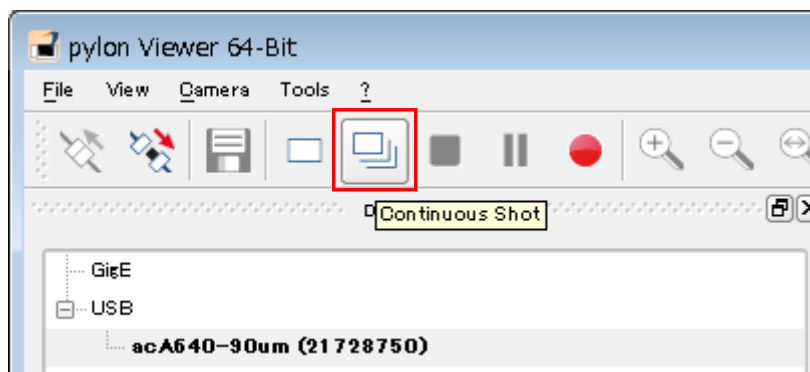 pylon Viewer 64-Bit
File View Camera Tools ?
Continuous Shot
GigE
USB
acA640-90um (21728750)